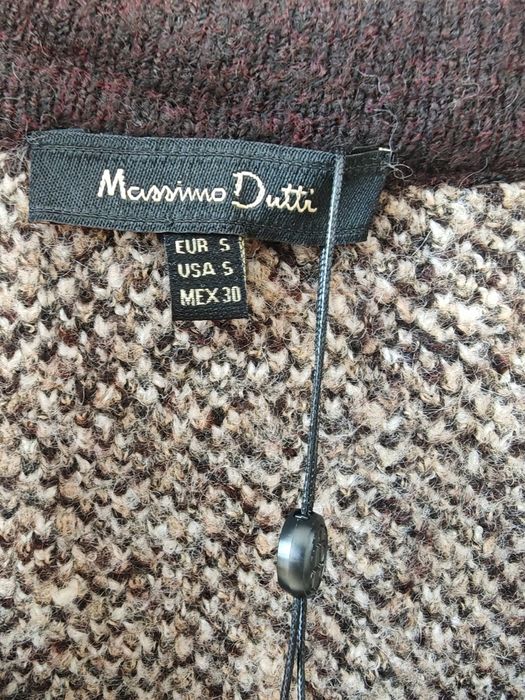 Massimo Dutti
EUR S
USA S
MEX 30